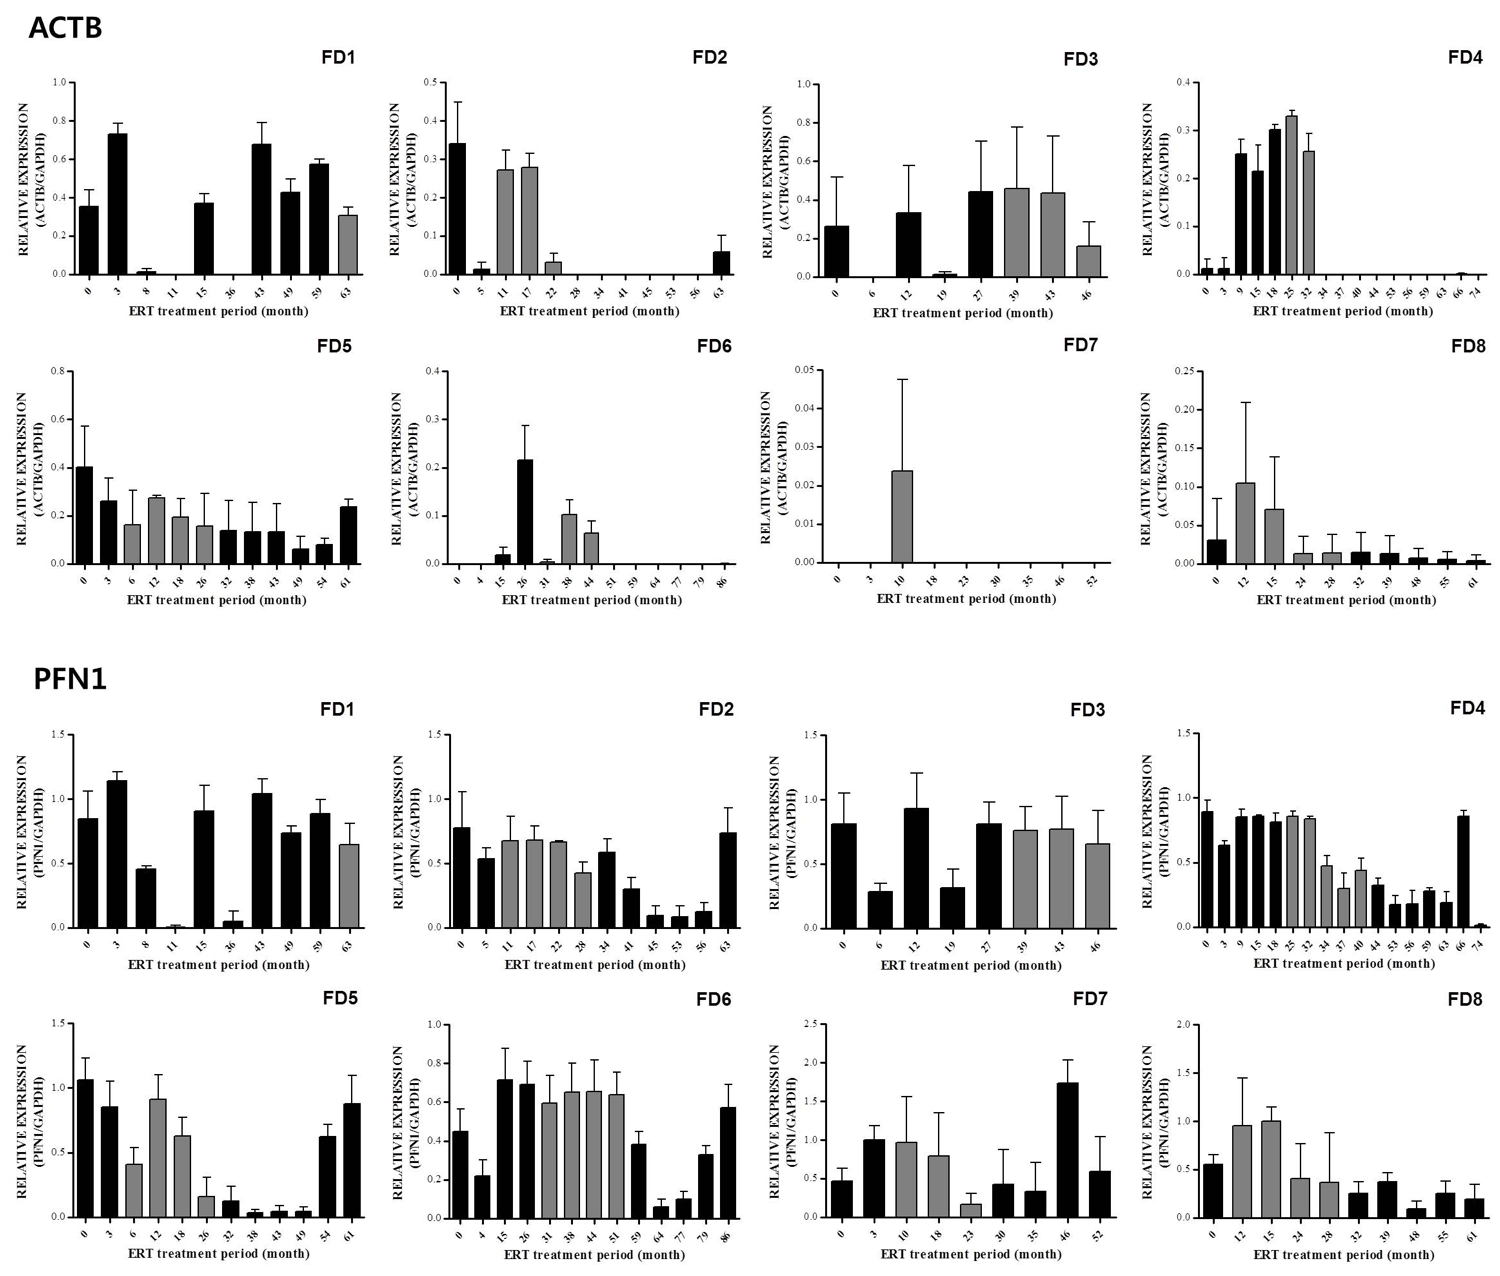 ACTB
FD1
RELATIVE EXPRESSION
(ACTB/GAPDH)
1.0
0.8
0.6
0.4
0.2
0.0
0 3 8 11 15 36 43 49 59 63
ERT treatment period (month)
FD2
RELATIVE EXPRESSION
(ACTB/GAPDH)
0.5
0.4
0.3
0.2
0.1
0.0
0 5 11 17 22 28 34 41 45 53 56 63
ERT treatment period (month)
FD3
RELATIVE EXPRESSION
(ACTB/GAPDH)
1.0
0.8
0.6
0.4
0.2
0.0
0 6 12 19 27 39 43 46
ERT treatment period (month)
FD4
RELATIVE EXPRESSION
(ACTB/GAPDH)
0.4
0.3
0.2
0.1
0.0
0 3 9 15 18 25 32 34 37 40 44 53 56 59 63 66 74
ERT treatment period (month)
FD5
RELATIVE EXPRESSION
(ACTB/GAPDH)
0.8
0.6
0.4
0.2
0.0
0 3 6 12 18 26 32 38 43 49 54 61
ERT treatment period (month)
FD6
RELATIVE EXPRESSION
(ACTB/GAPDH)
0.4
0.3
0.2
0.1
0.0
0 4 15 26 31 38 44 51 59 64 77 79 86
ERT treatment period (month)
FD7
RELATIVE EXPRESSION
(ACTB/GAPDH)
0.05
0.04
0.03
0.02
0.01
0.00
0 3 10 18 23 30 35 46 52
ERT treatment period (month)
FD8
RELATIVE EXPRESSION
(ACTB/GAPDH)
0.25
0.20
0.15
0.10
0.05
0.00
0 12 15 24 28 32 39 48 55 61
ERT treatment period (month)
PFN1
FD1
RELATIVE EXPRESSION
(PFN1/GAPDH)
1.5
1.0
0.5
0.0
0 3 8 11 15 36 43 49 59 63
ERT treatment period (month)
FD2
RELATIVE EXPRESSION
(PFN1/GAPDH)
1.5
1.0
0.5
0.0
0 5 11 17 22 28 34 41 45 53 56 63
ERT treatment period (month)
FD3
RELATIVE EXPRESSION
(PFN1/GAPDH)
1.5
1.0
0.5
0.0
0 6 12 19 27 39 43 46
ERT treatment period (month)
FD4
RELATIVE EXPRESSION
(PFN1/GAPDH)
1.5
1.0
0.5
0.0
0 3 9 15 18 25 32 34 37 40 44 53 56 59 63 66 74
ERT treatment period (month)
FD5
RELATIVE EXPRESSION
(PFN1/GAPDH)
1.5
1.0
0.5
0.0
0 3 6 12 18 26 32 38 43 49 54 61
ERT treatment period (month)
FD6
RELATIVE EXPRESSION
(PFN1/GAPDH)
1.0
0.8
0.6
0.4
0.2
0.0
0 4 15 26 31 38 44 51 59 64 77 79 86
ERT treatment period (month)
FD7
RELATIVE EXPRESSION
(PFN1/GAPDH)
2.5
2.0
1.5
1.0
0.5
0.0
0 3 10 18 23 30 35 46 52
ERT treatment period (month)
FD8
RELATIVE EXPRESSION
(PFN1/GAPDH)
2.0
1.5
1.0
0.5
0.0
0 12 15 24 28 32 39 48 55 61
ERT treatment period (month)